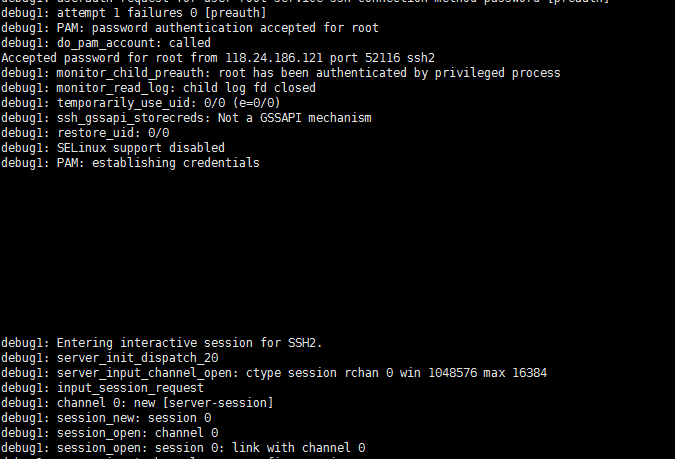 debug1: attempt 1 failures 0 [preauth]
debug1: PAM: password authentication accepted for root
debug1: do_pam_account: called
Accepted password for root from 118.24.186.121 port 52116 ssh2
debug1: monitor_child_preauth: root has been authenticated by privileged process
debug1: monitor_read_log: child log fd closed
debug1: temporarily_use_uid: 0/0 (e=0/0)
debug1: ssh_gssapi_storecreds: Not a GSSAPI mechanism
debug1: restore_uid: 0/0
debug1: SELinux support disabled
debug1: PAM: establishing credentials
debug1: Entering interactive session for SSH2.
debug1: server_init_dispatch_20
debug1: server_input_channel_open: ctype session rchan 0 win 1048576 max 16384
debug1: input_session_request
debug1: channel 0: new [server-session]
debug1: session_new: session 0
debug1: session_open: channel 0
debug1: session_open: session 0: link with channel 0